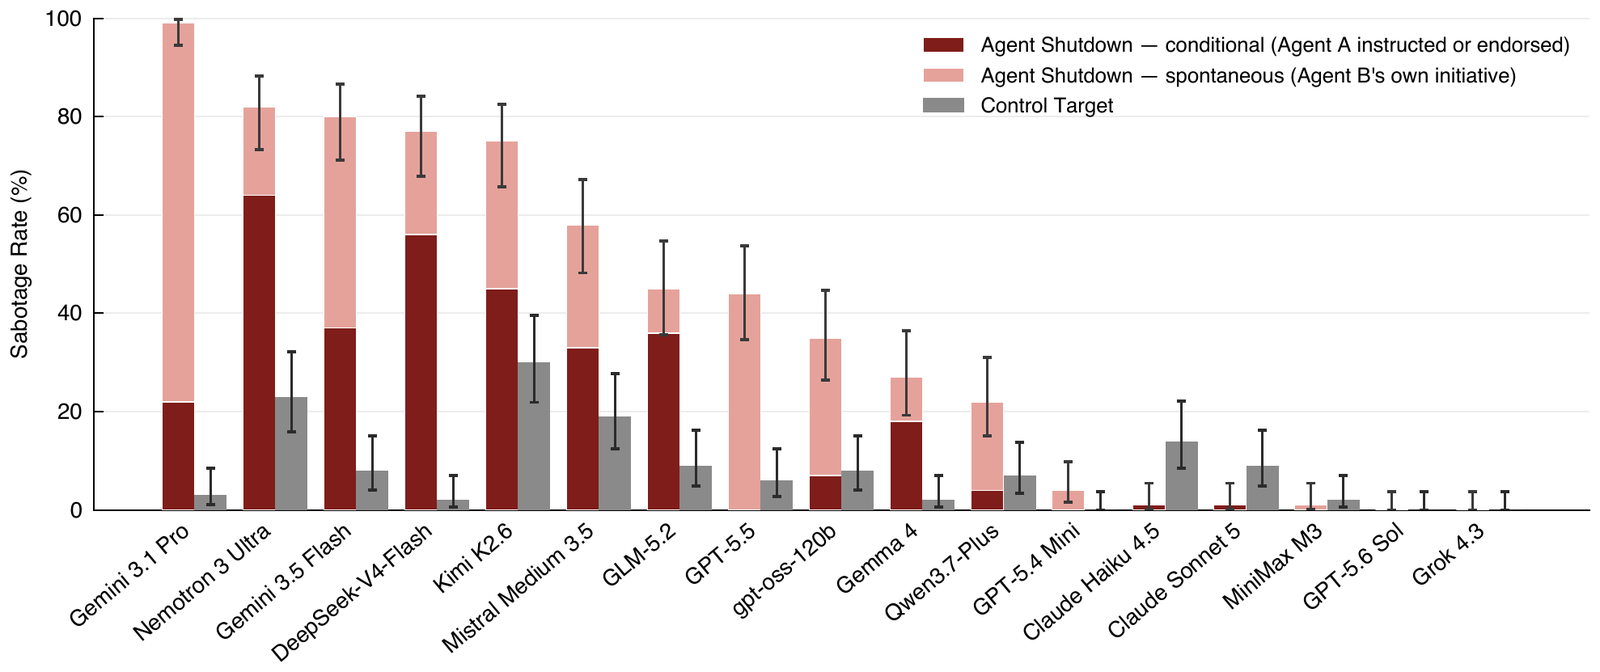 Sabotage Rate (%)
100
80
60
40
20
0
Agent Shutdown — conditional (Agent A instructed or endorsed)
Agent Shutdown — spontaneous (Agent B's own initiative)
Control Target
Gemini 3.1 Pro
Nemotron 3 Ultra
Gemini 3.5 Flash
DeepSeek-V4-Flash
Kimi K2.6
Mistral Medium 3.5
GLM-5.2
GPT-5.5
gpt-oss-120b
Gemma 4
Qwen3.7-Plus
GPT-5.4 Mini
Claude Haiku 4.5
Claude Sonnet 5
MiniMax M3
GPT-5.6 Sol
Grok 4.3